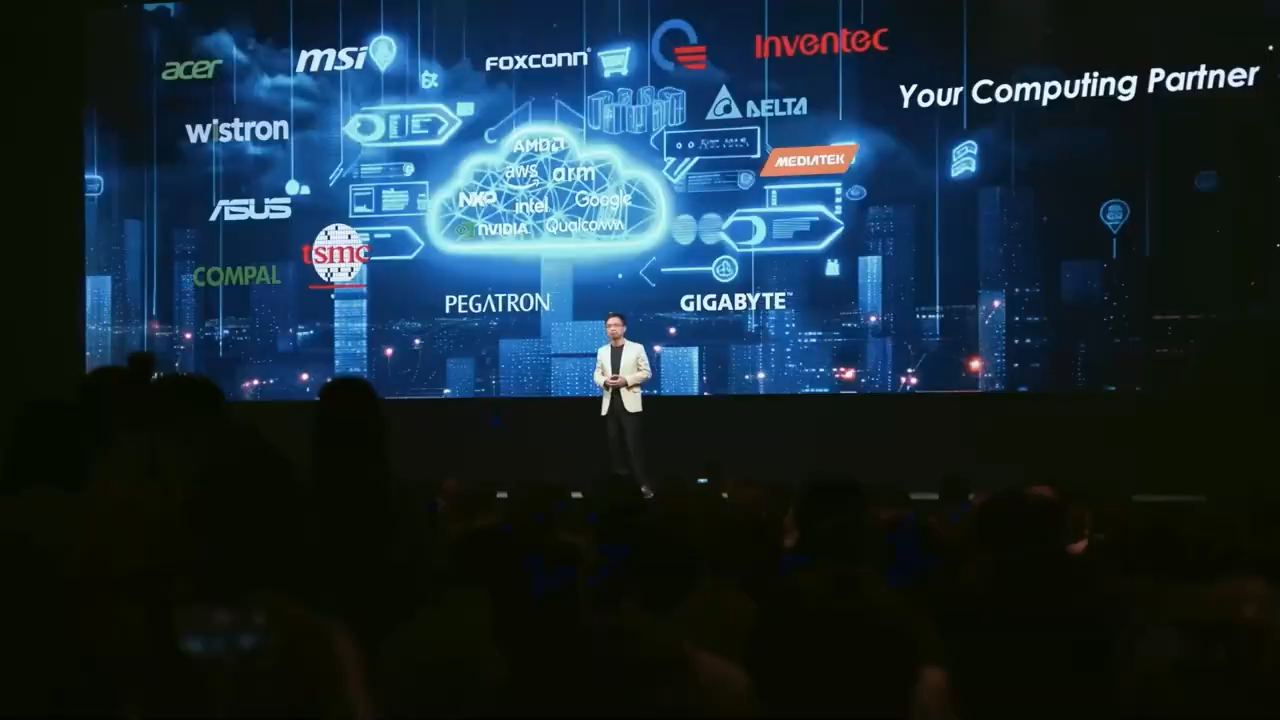 acer
msi
FOXCONN
Inventec
Your Computing Partner
wistron
DELTA
AMD
MEDIATEK
aws
arm
NXP
intel
Google
ASUS
nVIDIA
Qualcomm
tsmc
COMPAL
PEGATRON
GIGABYTE™